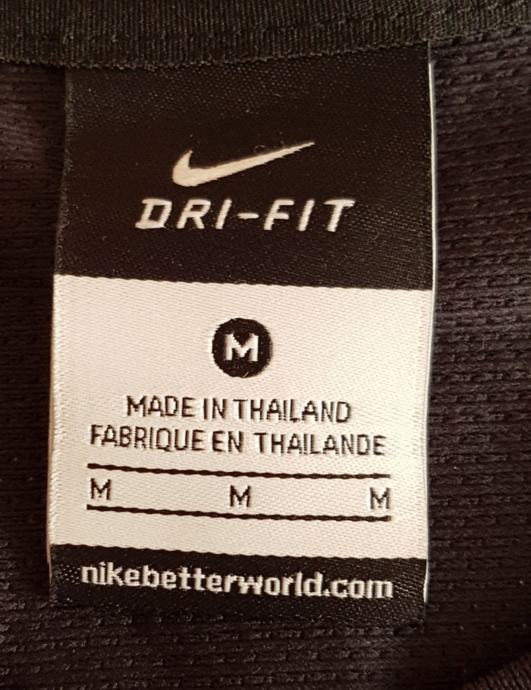 DRI-FIT
M
MADE IN THAILAND
FABRIQUE EN THAILANDE
M M M
nikebetterworld.com